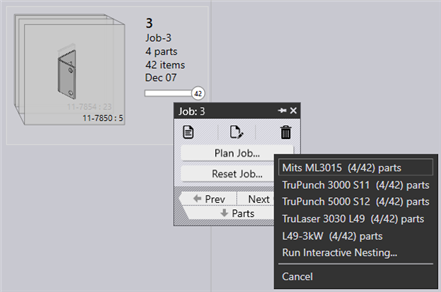 3
Job-3
4 parts
42 items
Dec 07
42
11-7854 : 23
11-7850 : 5
Job: 3
Plan Job...
Reset Job...
Prev
Next
Parts
Mits ML3015 (4/42) parts
TruPunch 3000 S11 (4/42) parts
TruPunch 5000 S12 (4/42) parts
TruLaser 3030 L49 (4/42) parts
L49-3kW (4/42) parts
Run Interactive Nesting...
Cancel